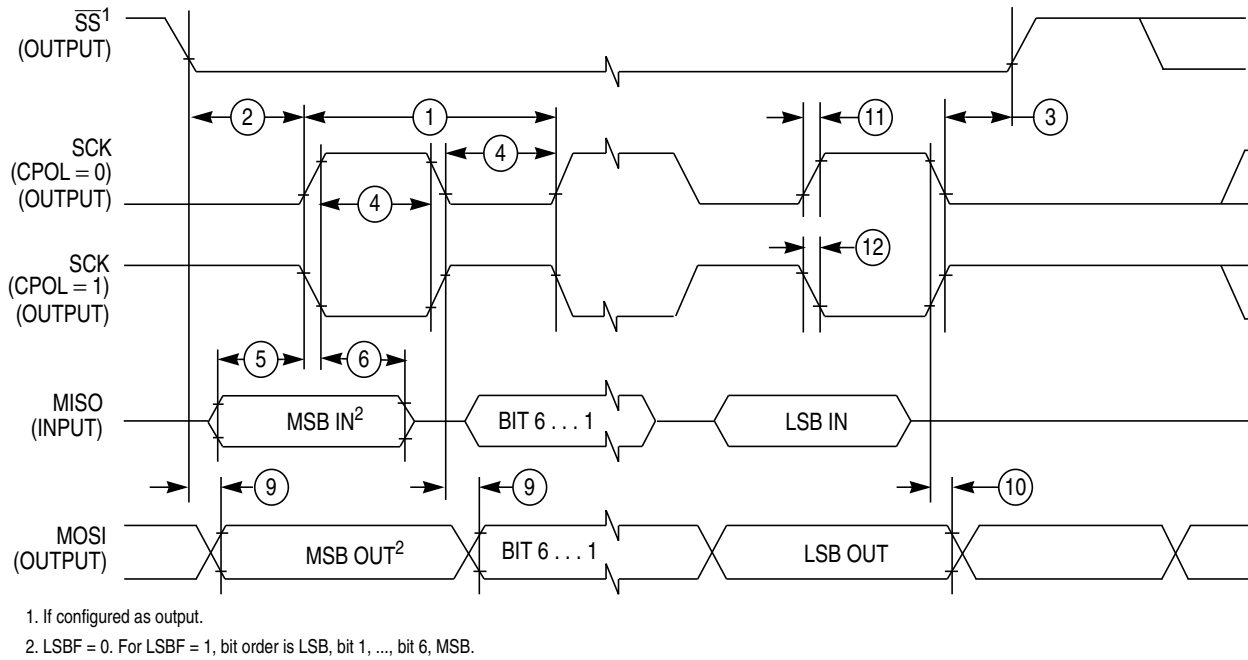 SS¹
(OUTPUT)
2
1
11
3
SCK
(CPOL = 0)
(OUTPUT)
4
4
12
SCK
(CPOL = 1)
(OUTPUT)
5
6
MISO
(INPUT)
MSB IN²
BIT 6 . . . 1
LSB IN
9
9
10
MOSI
(OUTPUT)
MSB OUT²
BIT 6 . . . 1
LSB OUT
1. If configured as output.
2. LSBF = 0. For LSBF = 1, bit order is LSB, bit 1, ..., bit 6, MSB.